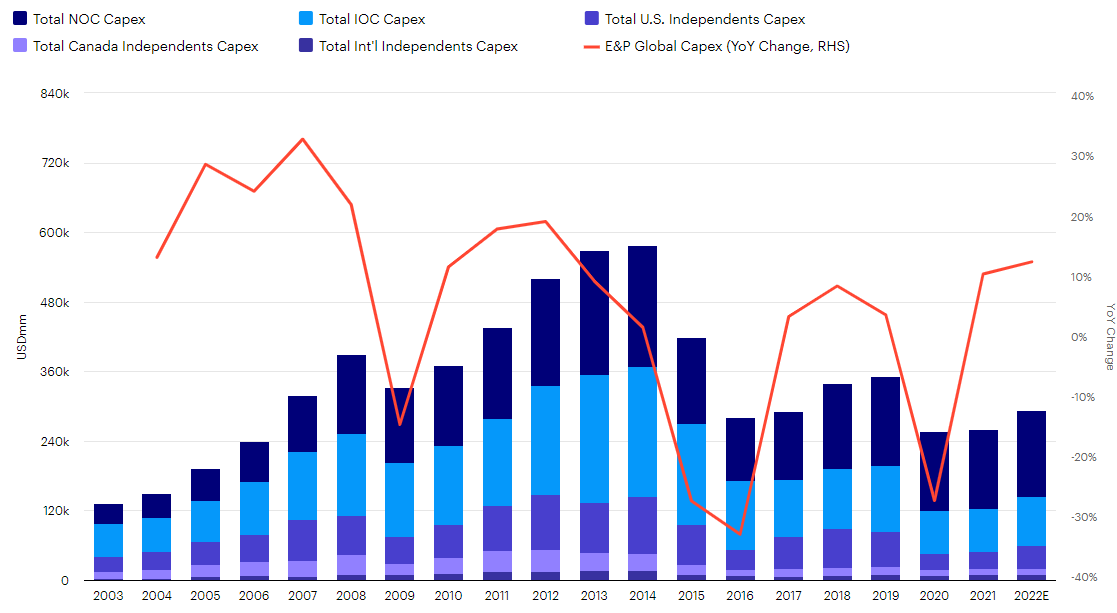 Total NOC Capex
Total IOC Capex
Total U.S. Independents Capex
Total Canada Independents Capex
Total Int'l Independents Capex
E&P Global Capex (YoY Change, RHS)
840k
720k
600k
480k
360k
240k
120k
0
USDmm
40%
30%
20%
10%
0%
-10%
-20%
-30%
-40%
YoY Change
2003 2004 2005 2006 2007 2008 2009 2010 2011 2012 2013 2014 2015 2016 2017 2018 2019 2020 2021 2022E